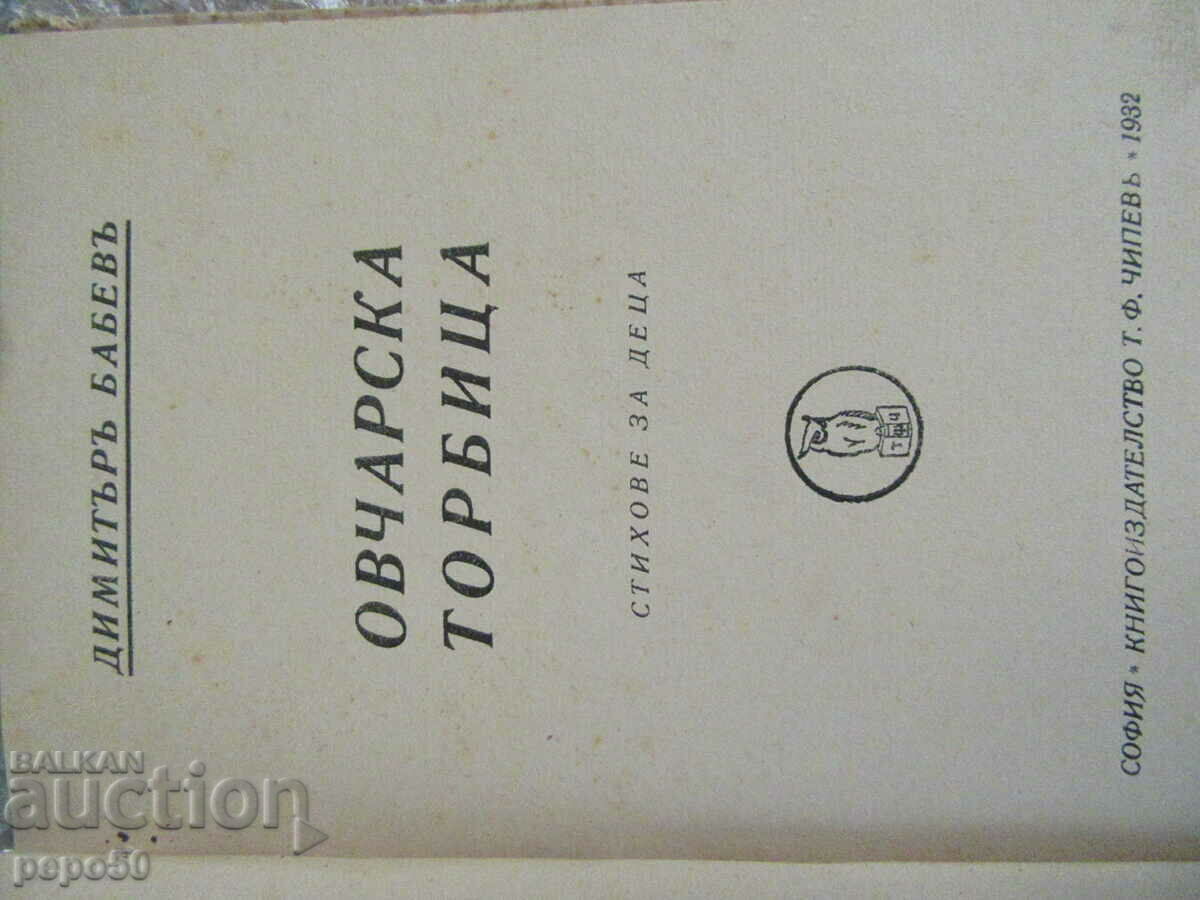 ДИМИТЪРЪ БАБЕВЪ
ОВЧАРСКА
ТОРБИЦА
СТИХОВЕ ЗА ДЕЦА
Т Ф Ч
СОФИЯ * КНИГОИЗДАТЕЛСТВО Т. Ф. ЧИПЕВЪ * 1932
BALKAN
auction
pepo50